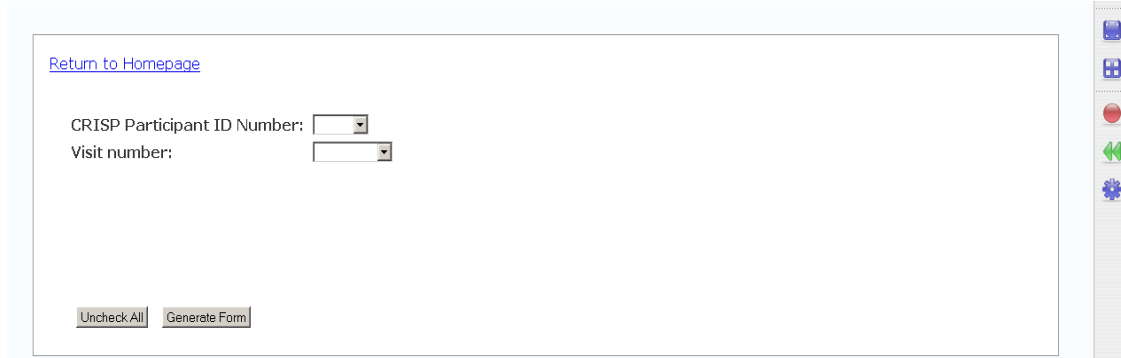 Return to Homepage
CRISP Participant ID Number:
Visit number:
Uncheck All Generate Form